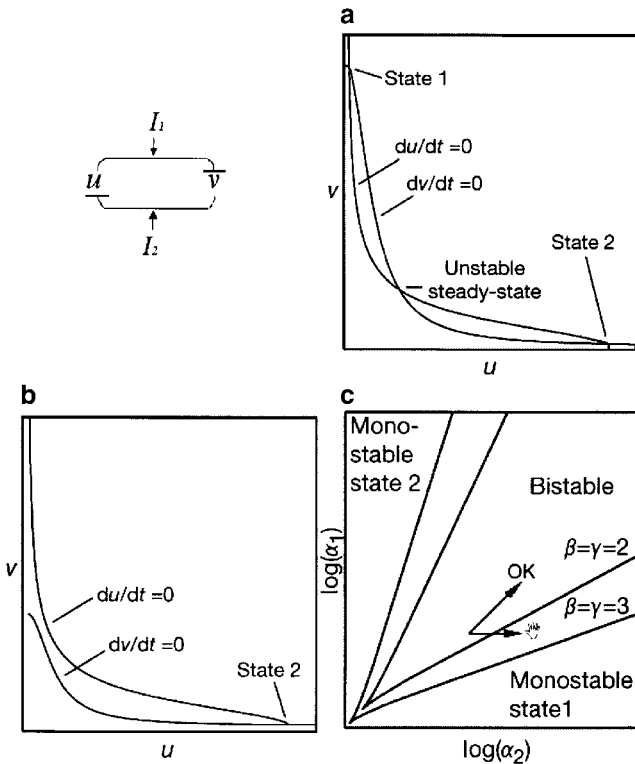 a
I₁
u v
I₂
State 1
du/dt =0
dv/dt =0
v
Unstable
steady-state
State 2
u
b
du/dt =0
v
dv/dt =0
State 2
u
c
Mono-
stable
state 2
Bistable
log(α₁)
β=γ=2
OK
β=γ=3
Monostable
state1
log(α₂)